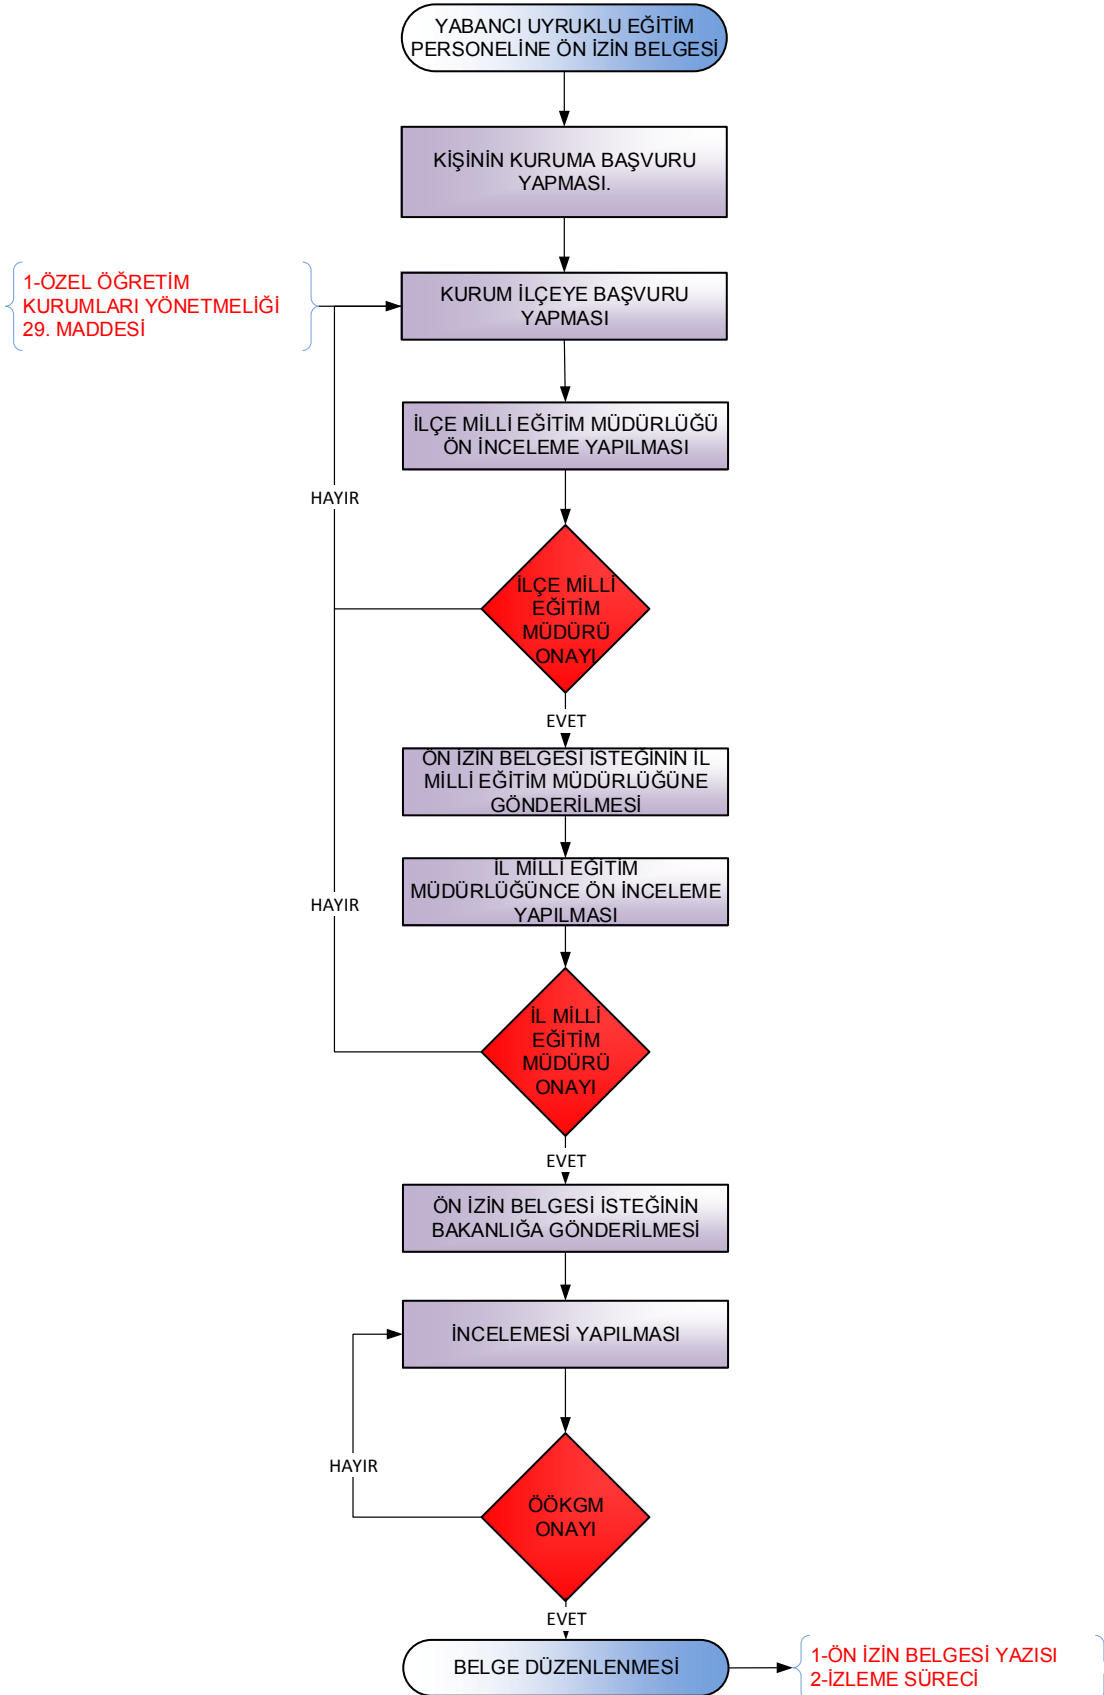 YABANCI UYRUKLU EĞİTİM
PERSONELİNE ÖN İZİN BELGESİ
KİŞİNİN KURUMA BAŞVURU
YAPMASI.
1-ÖZEL ÖĞRETİM
KURUMLARI YÖNETMELİĞİ
29. MADDESİ
KURUM İLÇEYE BAŞVURU
YAPMASI
İLÇE MİLLİ EĞİTİM MÜDÜRLÜĞÜ
ÖN İNCELEME YAPILMASI
HAYIR
İLÇE MİLLİ
EĞİTİM
MÜDÜRÜ
ONAYI
EVET
ÖN İZİN BELGESİ İSTEĞİNİN İL
MİLLİ EĞİTİM MÜDÜRLÜĞÜNE
GÖNDERİLMESİ
İL MİLLİ EĞİTİM
MÜDÜRLÜĞÜNCE ÖN İNCELEME
YAPILMASI
HAYIR
İL MİLLİ
EĞİTİM
MÜDÜRÜ
ONAYI
EVET
ÖN İZİN BELGESİ İSTEĞİNİN
BAKANLIĞA GÖNDERİLMESİ
İNCELEMESİ YAPILMASI
HAYIR
ÖÖKGM
ONAYI
EVET
BELGE DÜZENLENMESİ
1-ÖN İZİN BELGESİ YAZISI
2-İZLEME SÜRECİ